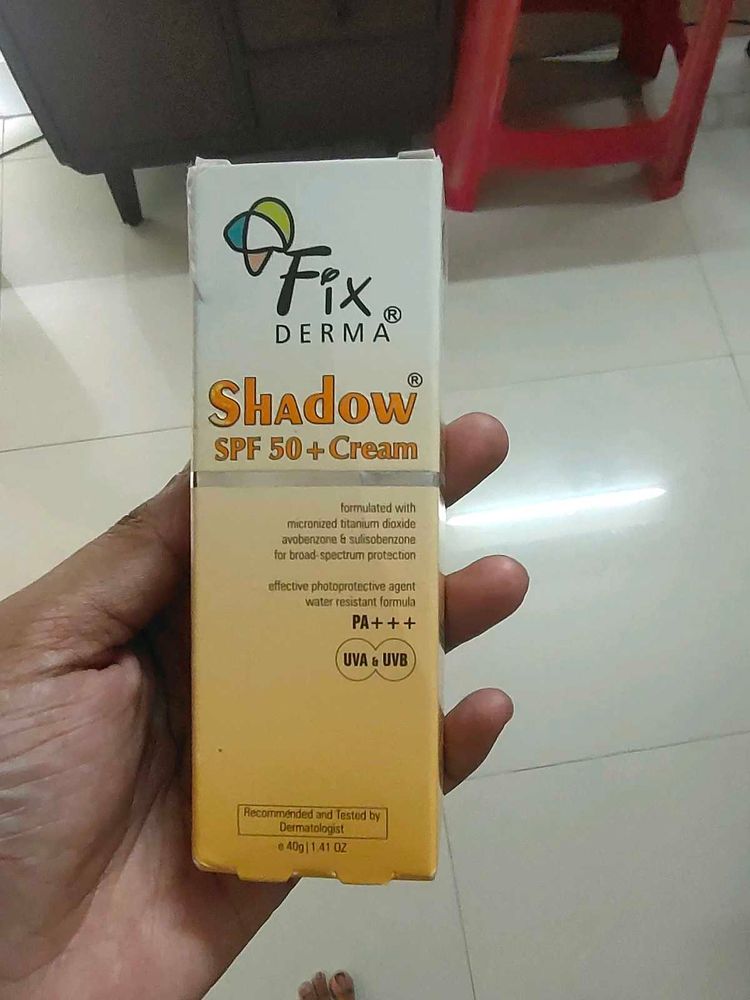 Fix®
DERMA
Shadow®
SPF 50+Cream
formulated with
micronized titanium dioxide
avobenzone & sulisobenzone
for broad-spectrum protection
effective photoprotective agent
water resistant formula
PA+++
UVA & UVB
Recommended and Tested by
Dermatologist
e 40g | 1.41 OZ